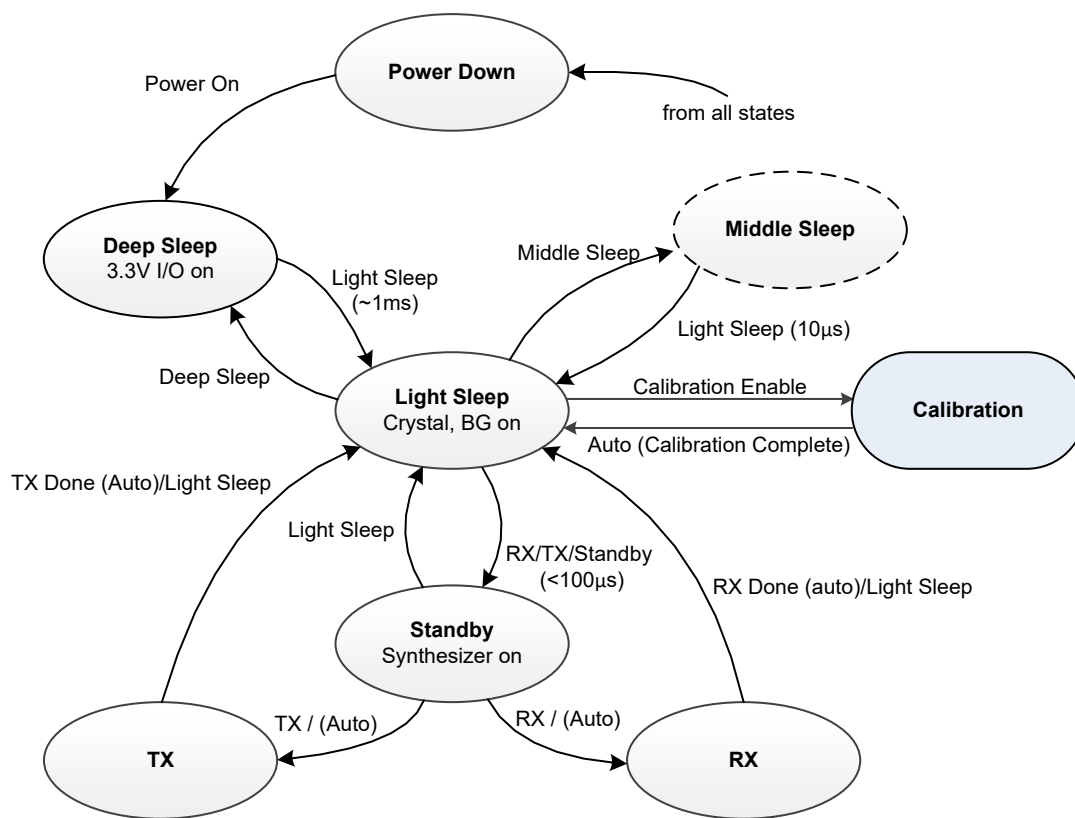 Power Down
Power On
from all states
Deep Sleep
3.3V I/O on
Middle Sleep
Middle Sleep
Light Sleep
(~1ms)
Light Sleep (10µs)
Deep Sleep
Light Sleep
Crystal, BG on
Calibration Enable
Calibration
Auto (Calibration Complete)
TX Done (Auto)/Light Sleep
Light Sleep
RX/TX/Standby
(<100µs)
RX Done (auto)/Light Sleep
Standby
Synthesizer on
TX / (Auto)
RX / (Auto)
TX
RX